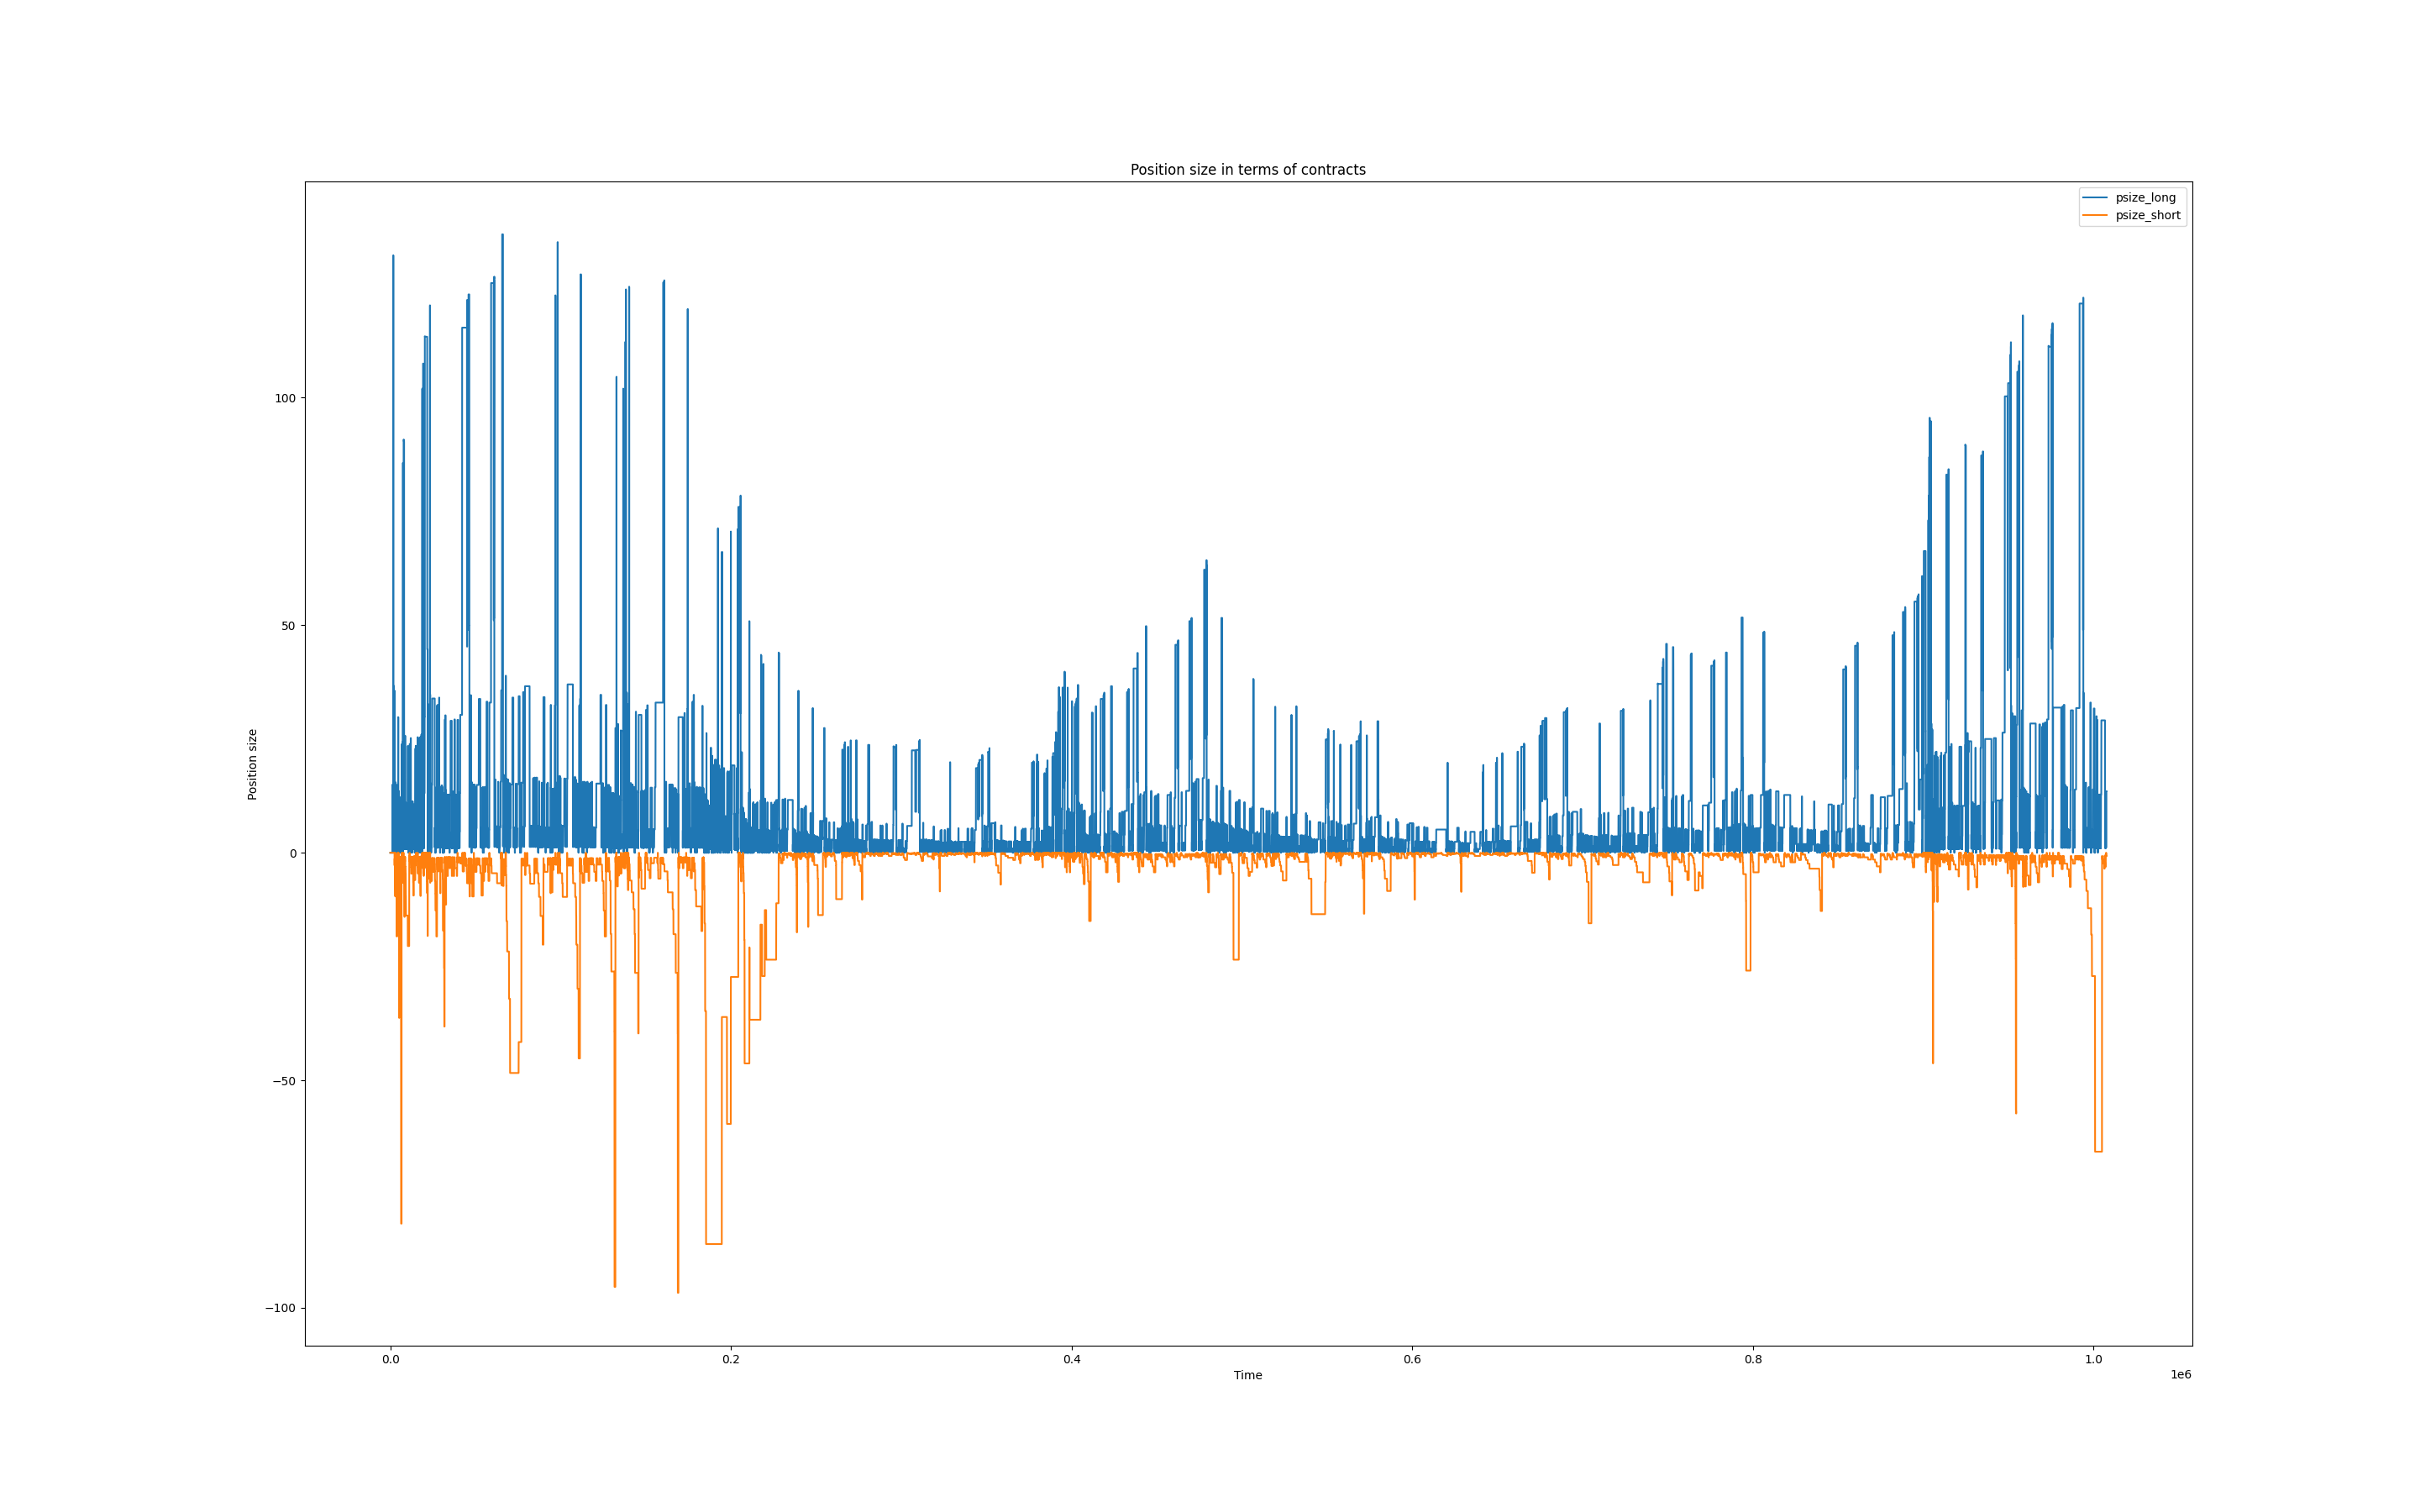 Position size in terms of contracts
psize_long
psize_short
Position size
100
50
0
−50
−100
0.0
0.2
0.4
0.6
0.8
1.0
Time
1e6